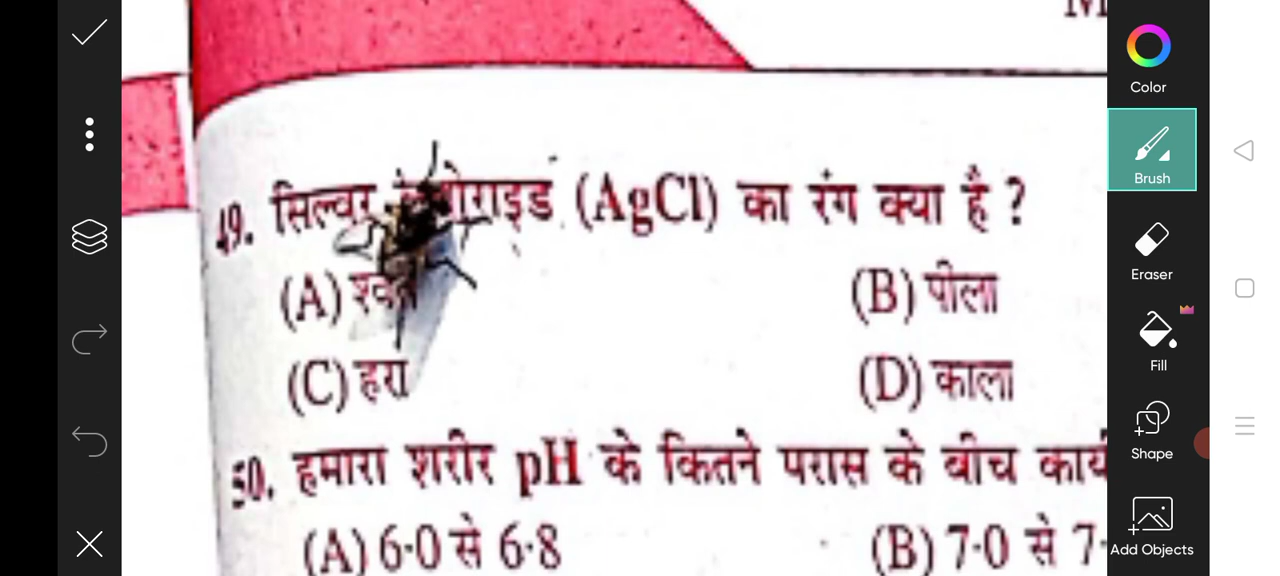 49. सिल्वर क्लोराइड (AgCl) का रंग क्या है ?
(A) श्वेत
(B) पीला
(C) हरा
(D) काला
50. हमारा शरीर pH के कितने परास के बीच
(A) 6·0 से 6·8
(B) 7·0 से
Color
Brush
Eraser
Fill
Shape
Add Objects